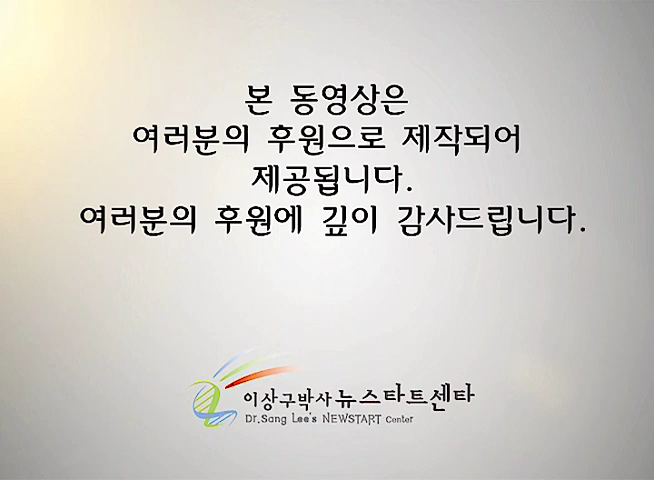 본 동영상은
여러분의 후원으로 제작되어
제공됩니다.
여러분의 후원에 깊이 감사드립니다.
이상구박사 뉴스타트센타
Dr.Sang Lee's NEWSTART Center